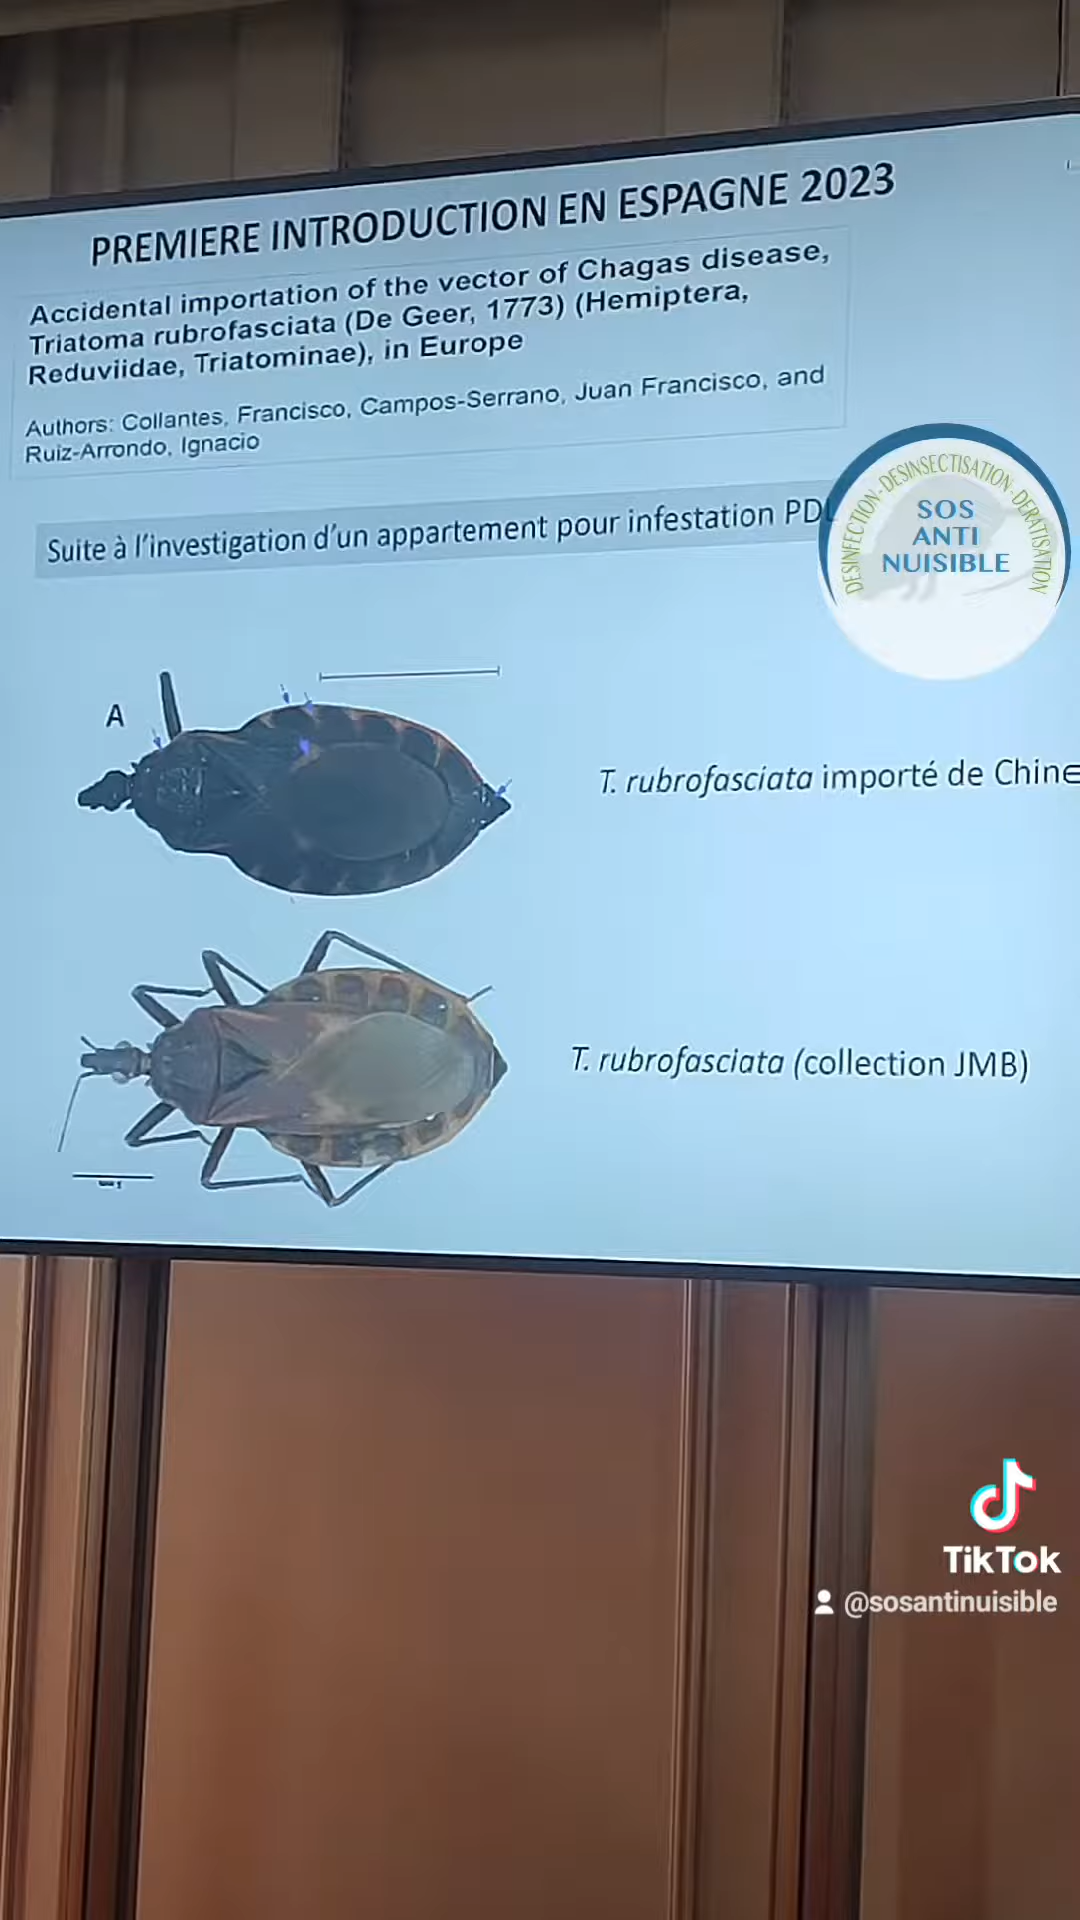 PREMIERE INTRODUCTION EN ESPAGNE 2023
Accidental importation of the vector of Chagas disease,
Triatoma rubrofasciata (De Geer, 1773) (Hemiptera,
Reduviidae, Triatominae), in Europe
Authors: Collantes, Francisco, Campos-Serrano, Juan Francisco, and
Ruiz-Arrondo, Ignacio
Suite à l'investigation d'un appartement pour infestation PDL
DESINFECTION - DESINSECTISATION - DERATISATION
SOS
ANTI
NUISIBLE
A
T. rubrofasciata importé de Chine
T. rubrofasciata (collection JMB)
TikTok
@sosantinuisible